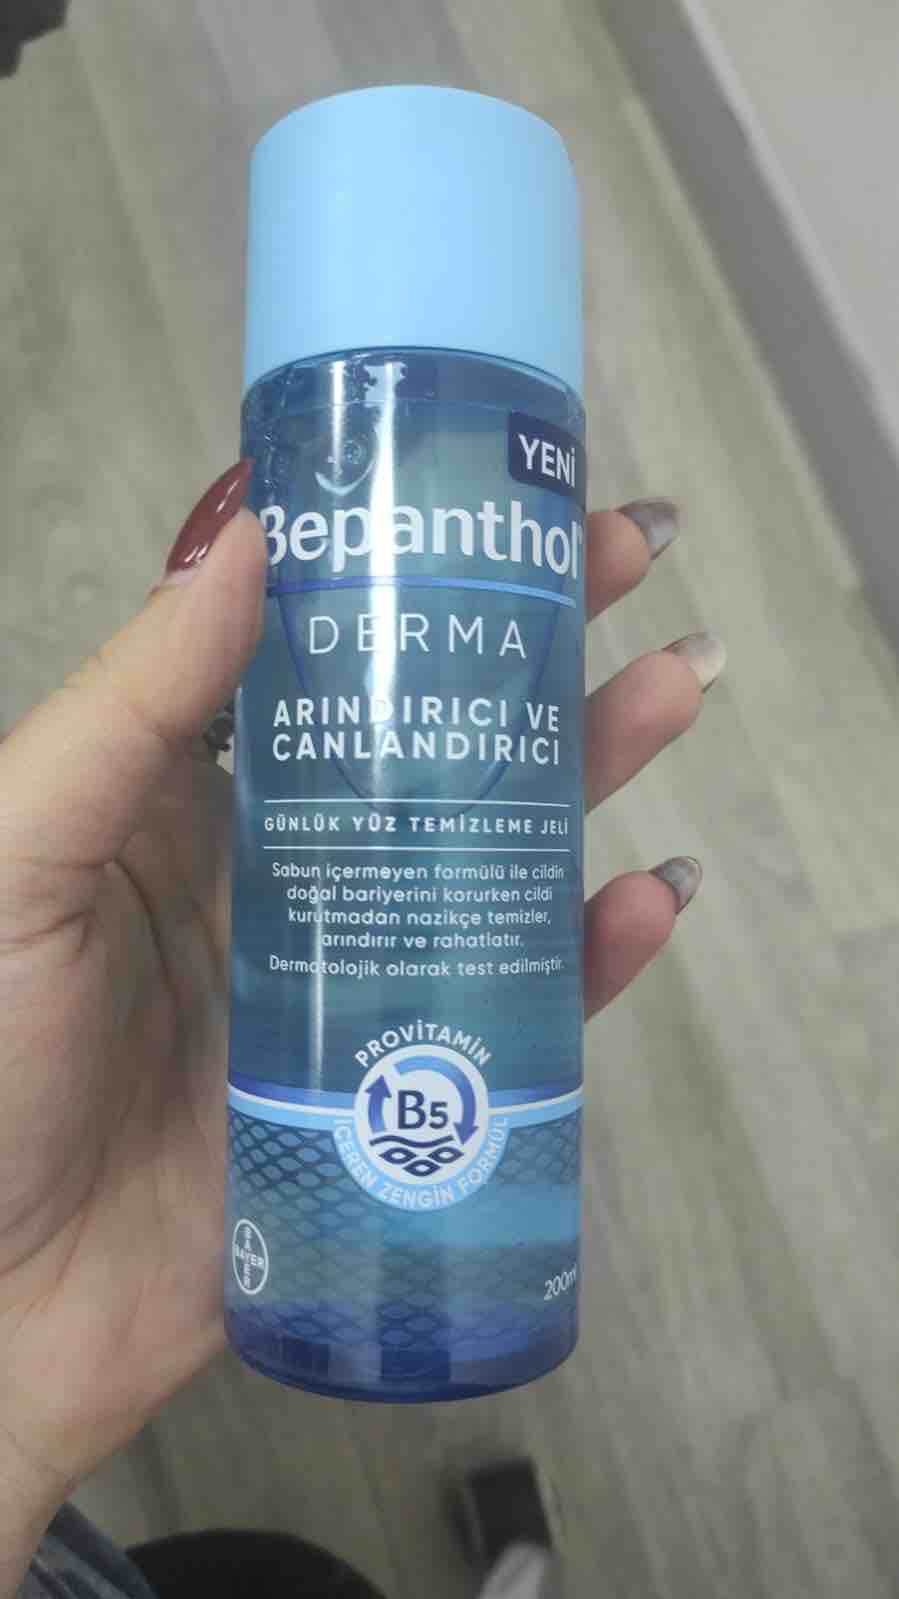 YENİ
Bepanthol
DERMA
ARINDIRICI VE
CANLANDIRICI
GÜNLÜK YÜZ TEMİZLEME JELİ
Sabun içermeyen formülü ile cildin
doğal bariyerini korurken cildi
kurutmadan nazikçe temizler,
arındırır ve rahatlatır.
Dermatolojik olarak test edilmiştir.
PROVİTAMİN
B5
İÇEREN ZENGİN FORMÜL
BAYER
BAYER
200ml